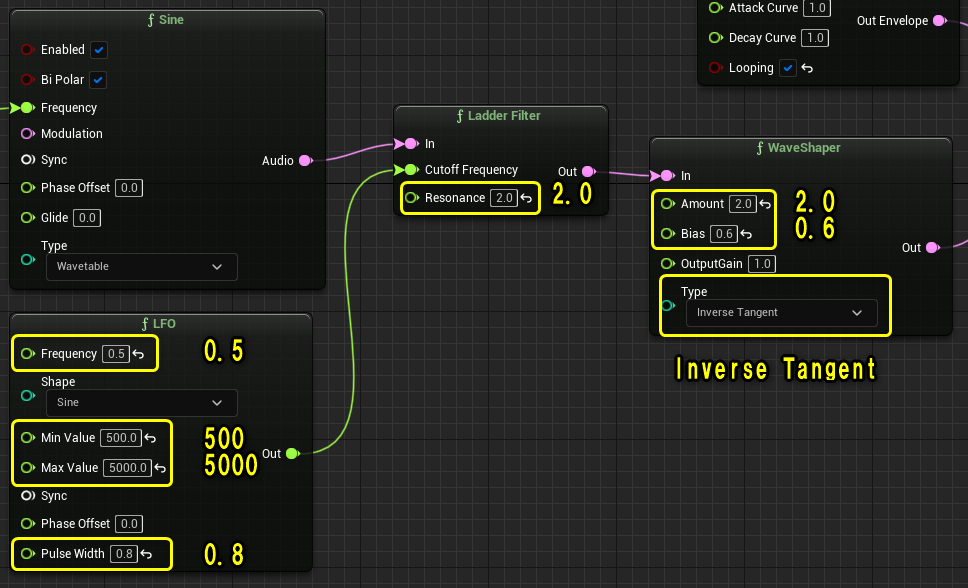 Sine
Enabled
Bi Polar
Frequency
Modulation
Sync
Phase Offset 0.0
Glide 0.0
Type
Wavetable
Audio
LFO
Frequency 0.5
0.5
Shape
Sine
Min Value 500.0
500
Max Value 5000.0
5000
Out
Sync
Phase Offset 0.0
Pulse Width 0.8
0.8
Ladder Filter
In
Cutoff Frequency
Out
Resonance 2.0
2.0
Attack Curve 1.0
Out Envelope
Decay Curve 1.0
Looping
WaveShaper
In
Amount 2.0
2.0
Bias 0.6
0.6
Out
OutputGain 1.0
Type
Inverse Tangent
Inverse Tangent